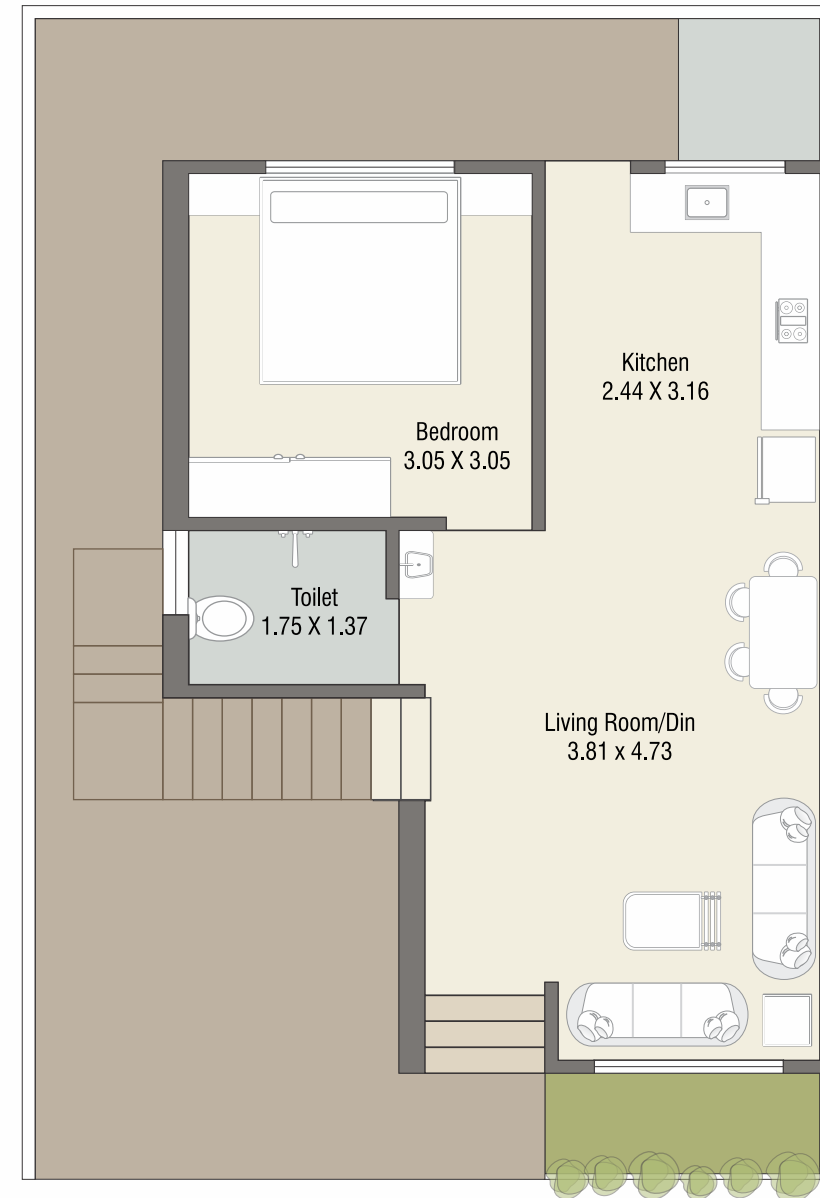 Kitchen
2.44 X 3.16
Bedroom
3.05 X 3.05
Toilet
1.75 X 1.37
Living Room/Din
3.81 x 4.73